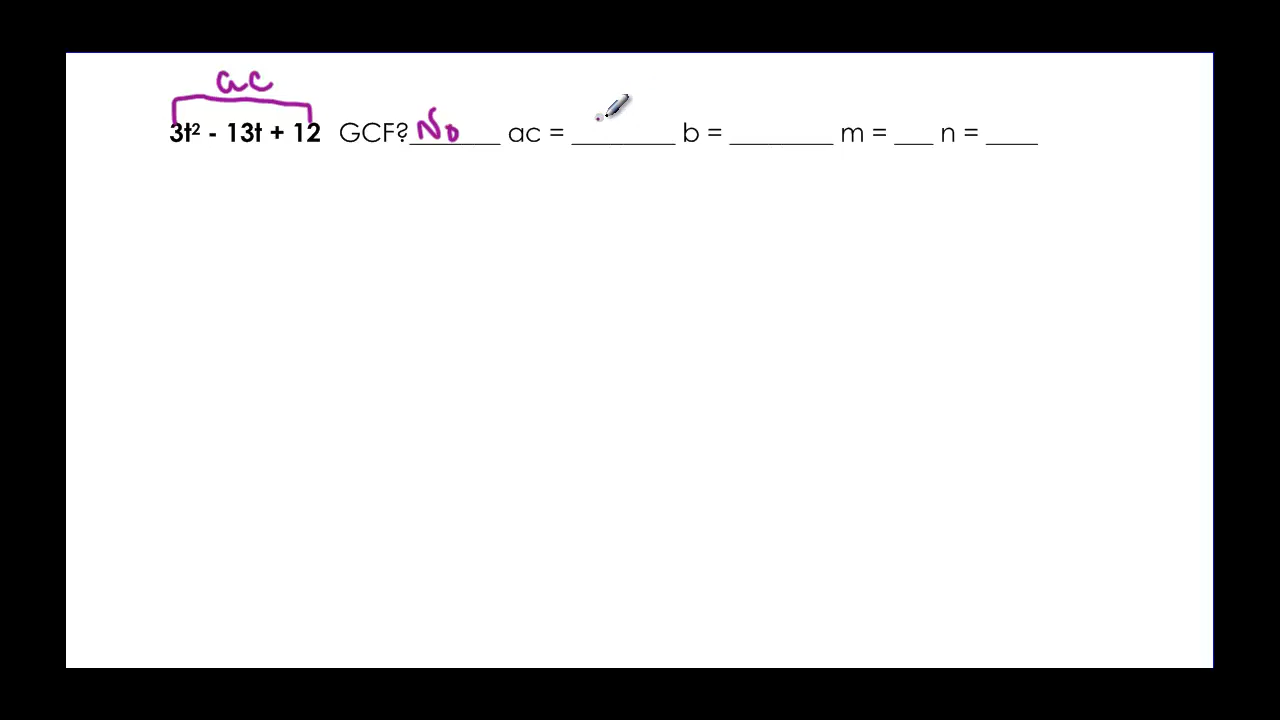 ac
3t² - 13t + 12 GCF? No ac = ________ b = ________ m = ___ n = ____